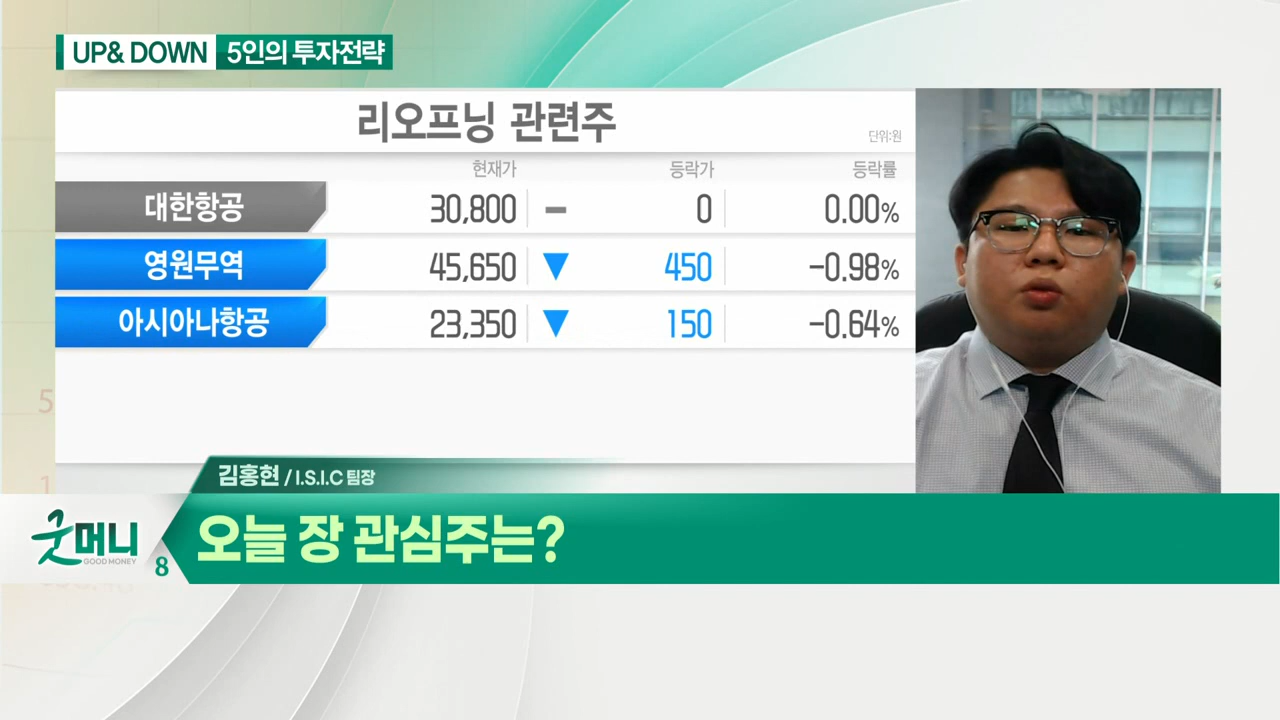 UP& DOWN 5인의 투자전략
리오프닝 관련주
단위:원
현재가 등락가 등락률
대한항공 30,800 0 0.00%
영원무역 45,650 ▼ 450 -0.98%
아시아나항공 23,350 ▼ 150 -0.64%
5
1
김홍현 / I.S.I.C 팀장
굿머니
GOOD MONEY
8
오늘 장 관심주는?